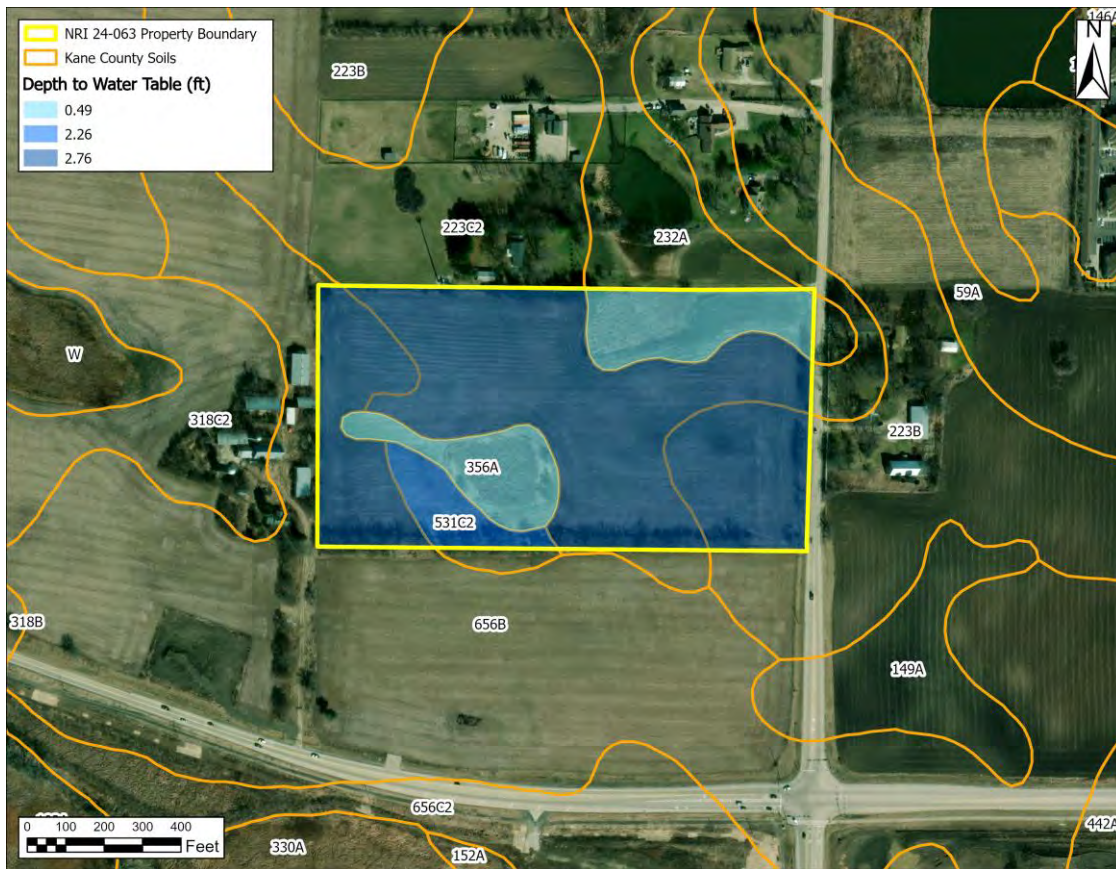 NRI 24-063 Property Boundary
Kane County Soils
Depth to Water Table (ft)
0.49
2.26
2.76
146A
N
223B
223C2
232A
59A
W
318C2
223B
356A
531C2
318B
656B
149A
656C2
442A
0 100 200 300 400
Feet
330A
152A